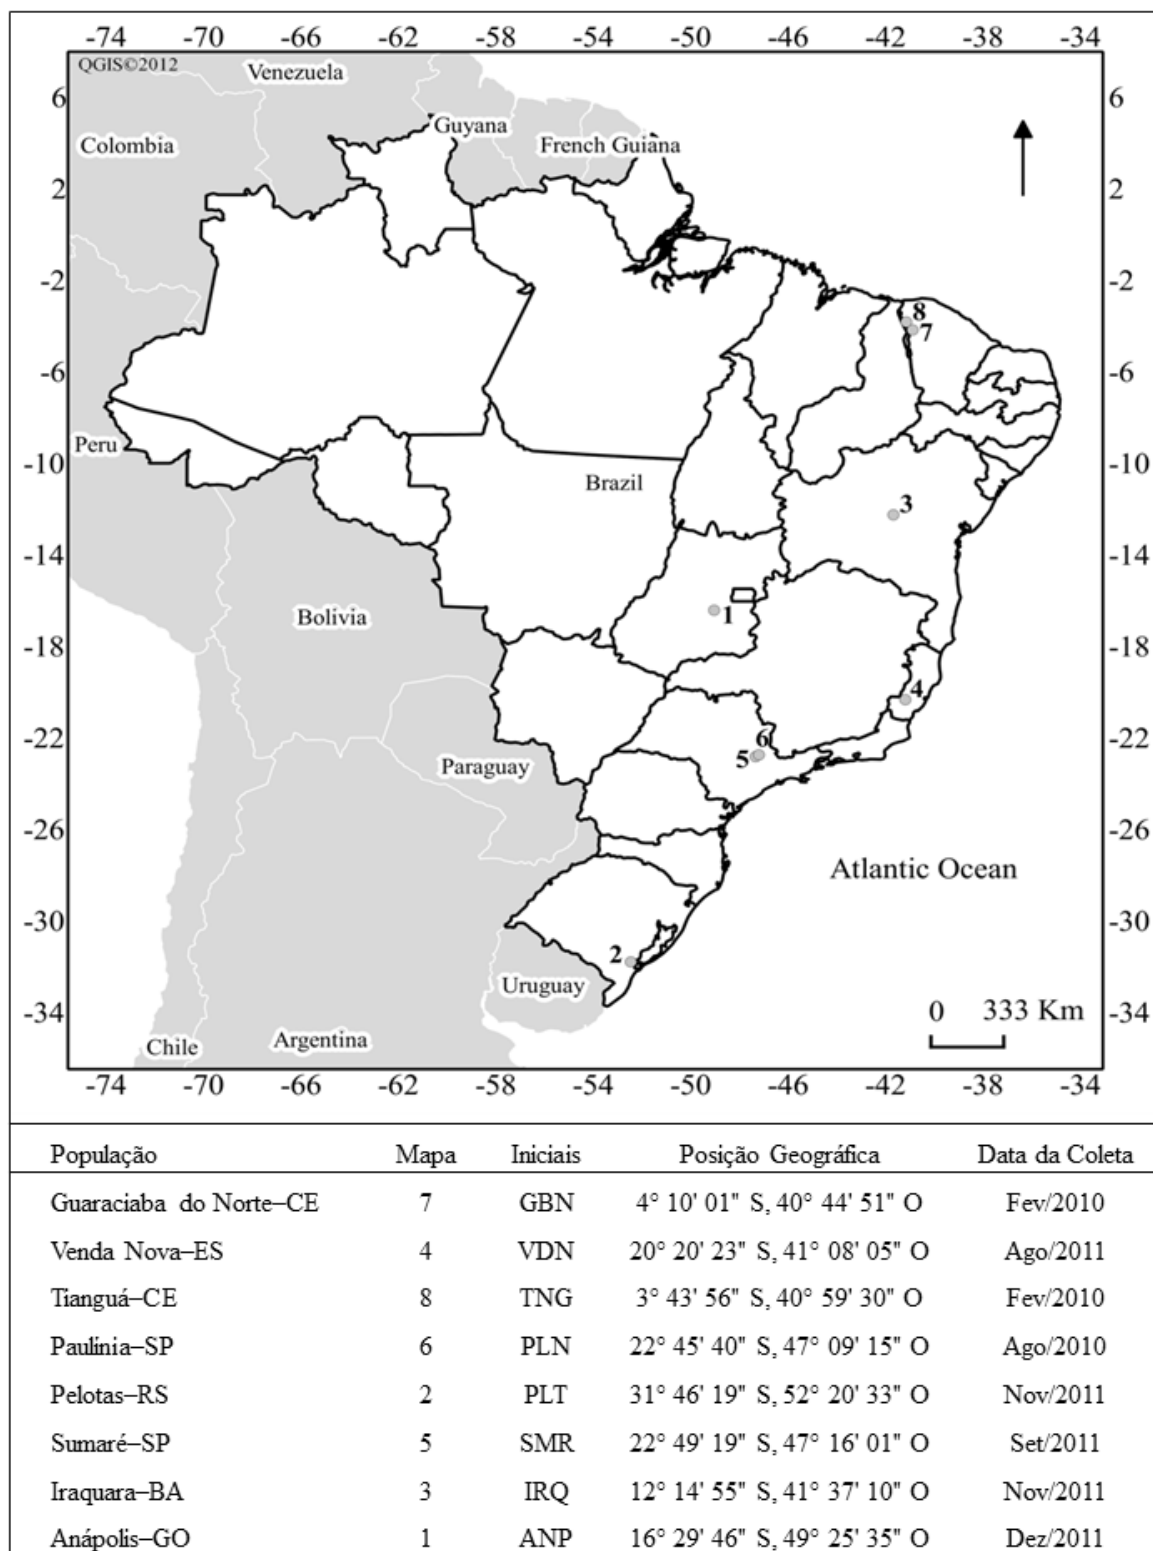 -74 -70 -66 -62 -58 -54 -50 -46 -42 -38 -34
QGIS©2012
Venezuela
6 6
Guyana
Colombia
French Guiana
2 2
-2 -2
8
7
-6 -6
Peru
-10 -10
Brazil
3
-14 -14
1
Bolívia
-18 -18
4
-22 -22
6
5
Paraguay
-26 -26
Atlantic Ocean
-30 -30
2
Uruguay
-34 -34
0 333 Km
Chile
Argentina
-74 -70 -66 -62 -58 -54 -50 -46 -42 -38 -34
População Mapa Iniciais Posição Geográfica Data da Coleta
Guaraciaba do Norte–CE 7 GBN 4° 10' 01" S, 40° 44' 51" O Fev/2010
Venda Nova–ES 4 VDN 20° 20' 23" S, 41° 08' 05" O Ago/2011
Tianguá–CE 8 TNG 3° 43' 56" S, 40° 59' 30" O Fev/2010
Paulínia–SP 6 PLN 22° 45' 40" S, 47° 09' 15" O Ago/2010
Pelotas–RS 2 PLT 31° 46' 19" S, 52° 20' 33" O Nov/2011
Sumaré–SP 5 SMR 22° 49' 19" S, 47° 16' 01" O Set/2011
Iraquara–BA 3 IRQ 12° 14' 55" S, 41° 37' 10" O Nov/2011
Anápolis–GO 1 ANP 16° 29' 46" S, 49° 25' 35" O Dez/2011